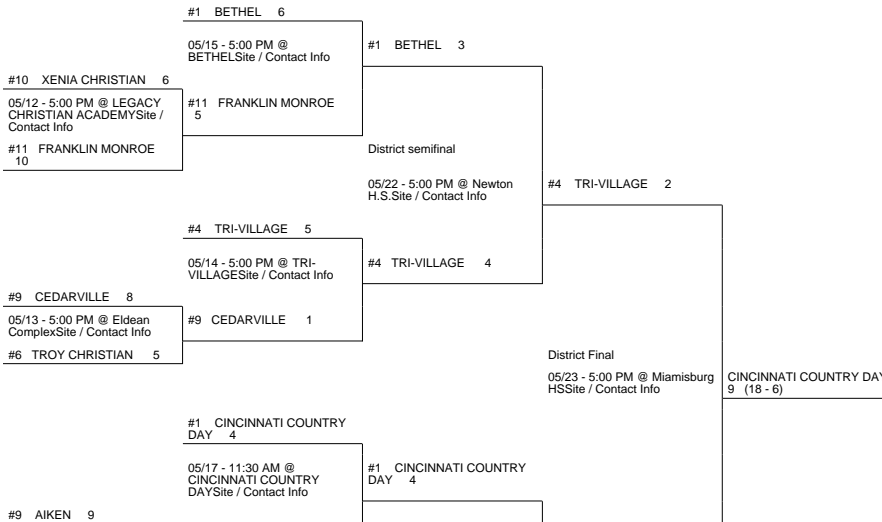 #1 BETHEL 6
05/15 - 5:00 PM @
BETHELSite / Contact Info
#1 BETHEL 3
#10 XENIA CHRISTIAN 6
05/12 - 5:00 PM @ LEGACY
CHRISTIAN ACADEMYSite /
Contact Info
#11 FRANKLIN MONROE
5
#11 FRANKLIN MONROE
10
District semifinal
05/22 - 5:00 PM @ Newton
H.S.Site / Contact Info
#4 TRI-VILLAGE 2
#4 TRI-VILLAGE 5
05/14 - 5:00 PM @ TRI-
VILLAGESite / Contact Info
#4 TRI-VILLAGE 4
#9 CEDARVILLE 8
05/13 - 5:00 PM @ Eldean
ComplexSite / Contact Info
#9 CEDARVILLE 1
#6 TROY CHRISTIAN 5
District Final
05/23 - 5:00 PM @ Miamisburg
HSSite / Contact Info
CINCINNATI COUNTRY DAY
9 (18 - 6)
#1 CINCINNATI COUNTRY
DAY 4
05/17 - 11:30 AM @
CINCINNATI COUNTRY
DAYSite / Contact Info
#1 CINCINNATI COUNTRY
DAY 4
#9 AIKEN 9